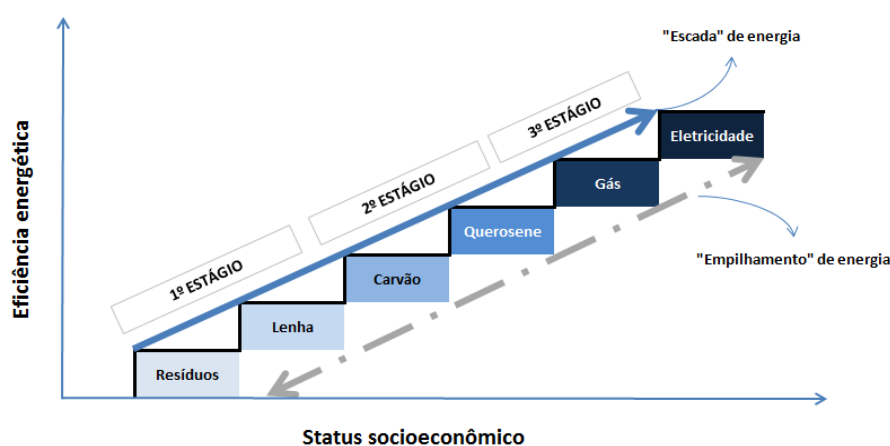 "Escada" de energia
3º ESTÁGIO
2º ESTÁGIO
1º ESTÁGIO
Eletricidade
Gás
Querosene
Carvão
Lenha
Resíduos
"Empilhamento" de energia
Eficiência energética
Status socioeconômico